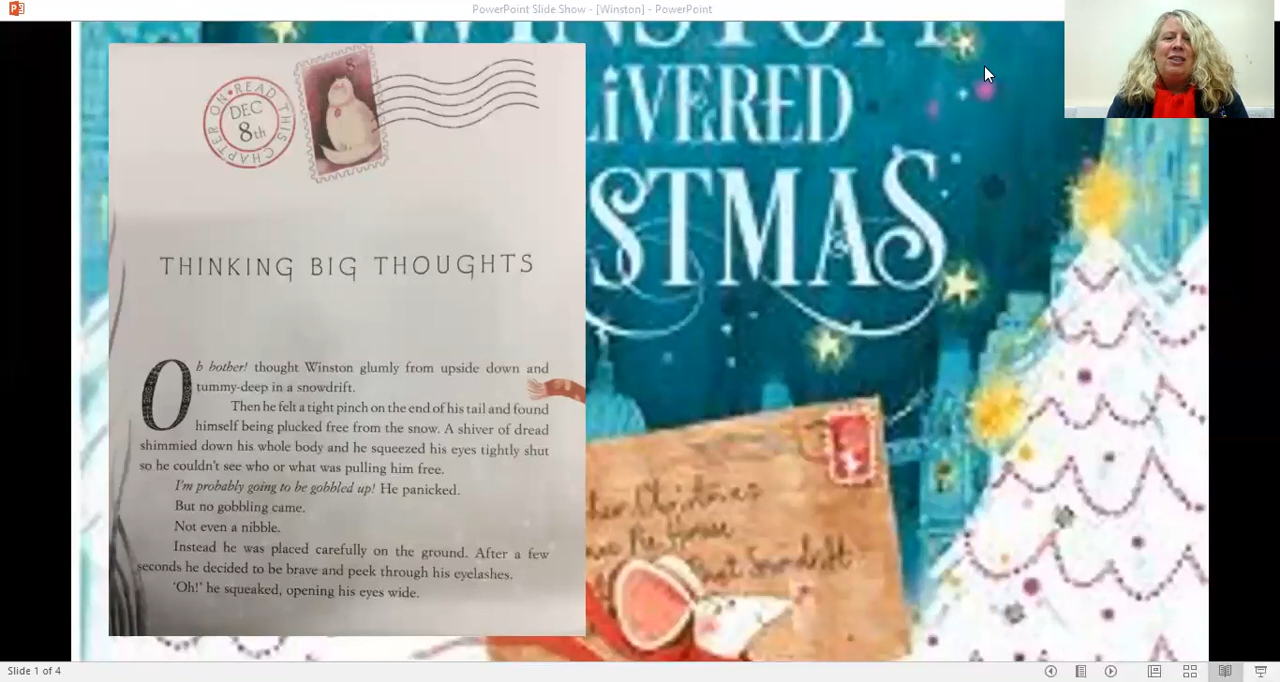 PowerPoint Slide Show - [Winston] - PowerPoint
WINSTON
LiVERED
STMAS
READ THIS CHAPTER ON
DEC
8th
8
THINKING BIG THOUGHTS
Oh bother! thought Winston glumly from upside down and
tummy-deep in a snowdrift.
Then he felt a tight pinch on the end of his tail and found
himself being plucked free from the snow. A shiver of dread
shimmied down his whole body and he squeezed his eyes tightly shut
so he couldn't see who or what was pulling him free.
I'm probably going to be gobbled up! He panicked.
But no gobbling came.
Not even a nibble.
Instead he was placed carefully on the ground. After a few
seconds he decided to be brave and peek through his eyelashes.
'Oh!' he squeaked, opening his eyes wide.
Christmas
House
Slide 1 of 4